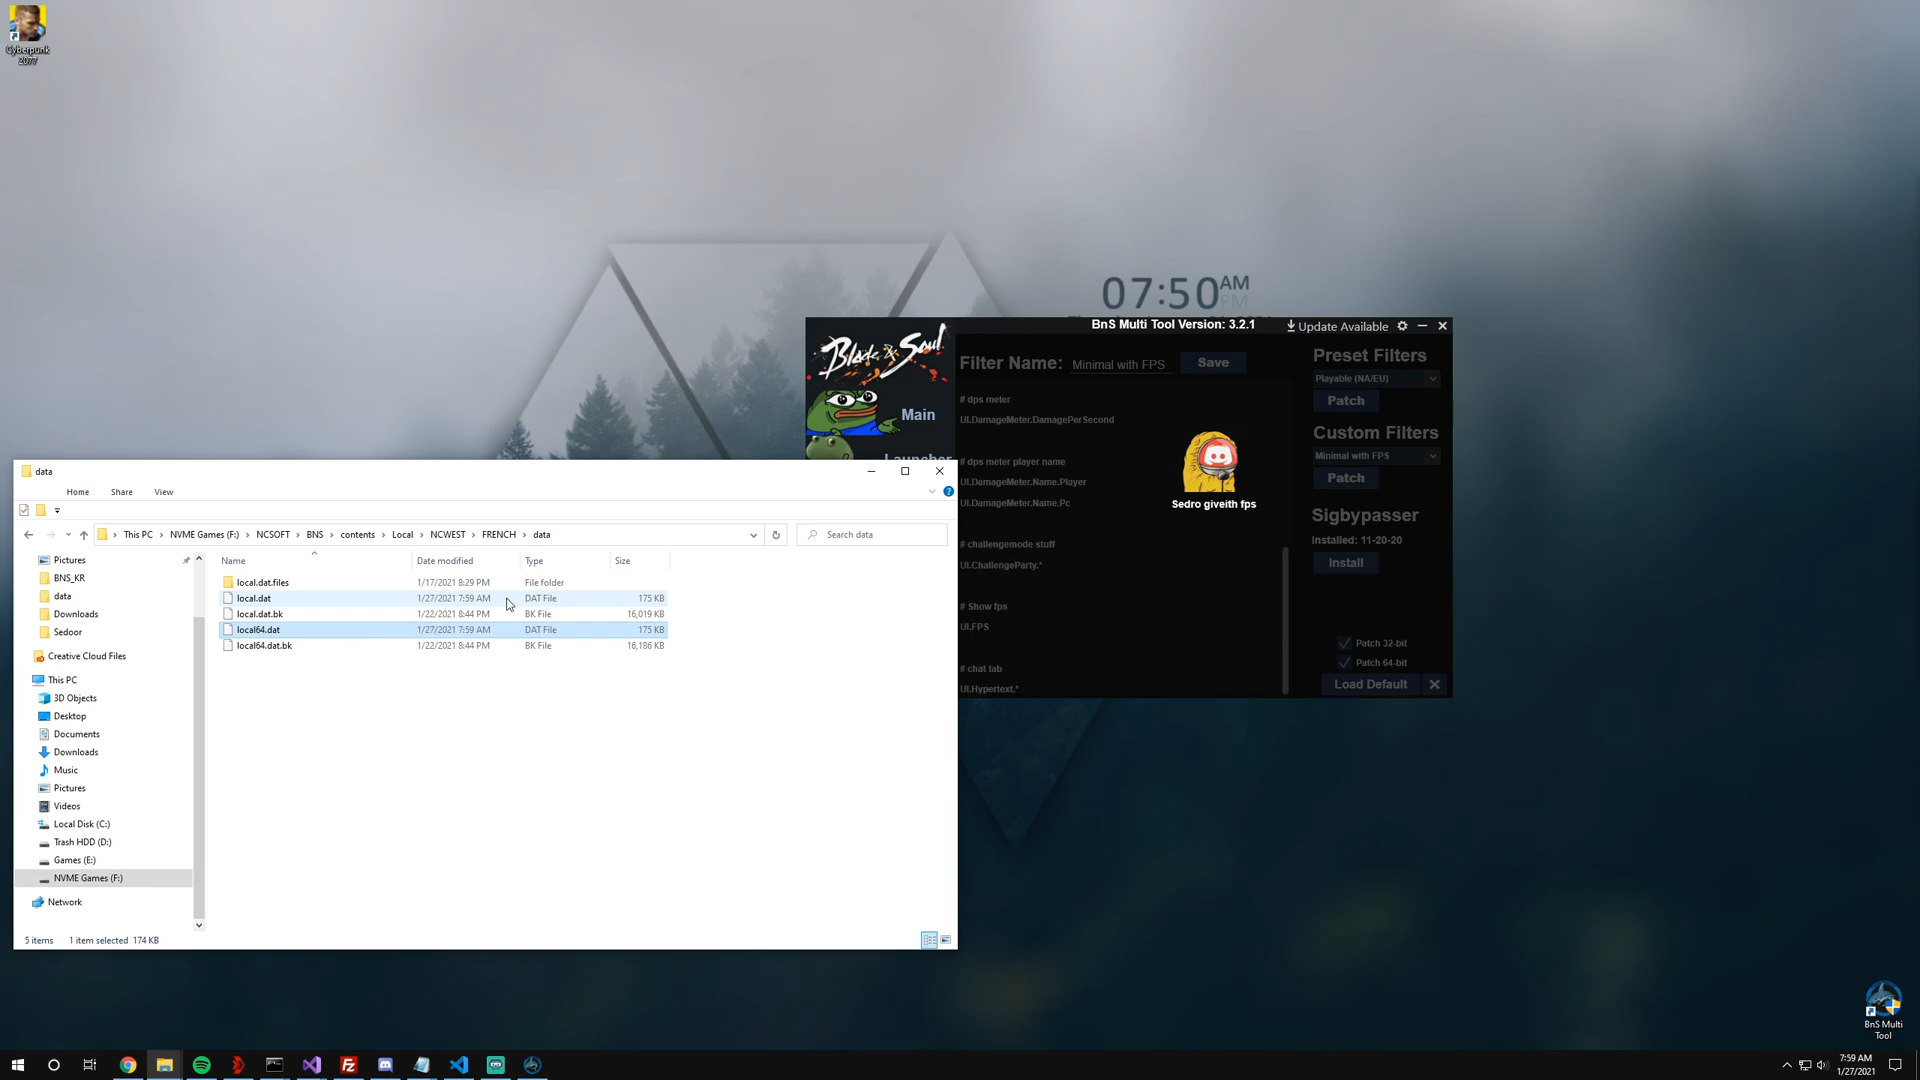 Cyberpunk
2077
07:50 AM
PM
BnS Multi Tool Version: 3.2.1
Update Available
Blade & Soul
Main
Launcher
Filter Name:
Minimal with FPS
Save
# dps meter
UI.DamageMeter.DamagePerSecond
# dps meter player name
UI.DamageMeter.Name.Player
UI.DamageMeter.Name.Pc
# challengemode stuff
UI.ChallengeParty.*
# Show fps
UI.FPS
# chat tab
UI.Hypertext.*
Sedro giveith fps
Preset Filters
Playable (NA/EU)
Patch
Custom Filters
Minimal with FPS
Patch
Sigbypasser
Installed: 11-20-20
Install
Patch 32-bit
Patch 64-bit
Load Default
data
Home Share View
This PC NVME Games (F:) NCSOFT BNS contents Local NCWEST FRENCH data
Search data
Name Date modified Type Size
local.dat.files 1/17/2021 8:29 PM File folder
local.dat 1/27/2021 7:59 AM DAT File 175 KB
local.dat.bk 1/22/2021 8:44 PM BK File 16,019 KB
local64.dat 1/27/2021 7:59 AM DAT File 175 KB
local64.dat.bk 1/22/2021 8:44 PM BK File 16,186 KB
Pictures
BNS_KR
data
Downloads
Sedoor
Creative Cloud Files
This PC
3D Objects
Desktop
Documents
Downloads
Music
Pictures
Videos
Local Disk (C:)
Trash HDD (D:)
Games (E:)
NVME Games (F:)
Network
5 items 1 item selected 174 KB
BnS Multi
Tool
7:59 AM
1/27/2021